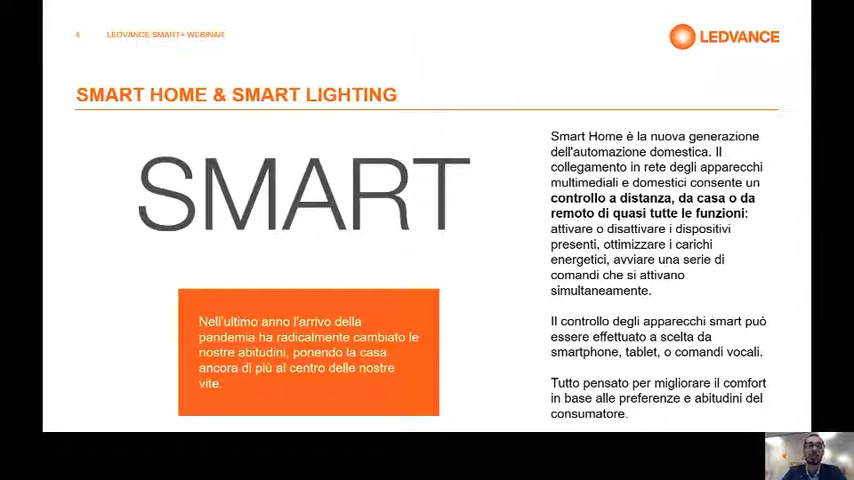 4 LEDVANCE SMART+ WEBINAR
LEDVANCE
SMART HOME & SMART LIGHTING
SMART
Nell'ultimo anno l'arrivo della
pandemia ha radicalmente cambiato le
nostre abitudini, ponendo la casa
ancora di più al centro delle nostre
vite.
Smart Home è la nuova generazione
dell'automazione domestica. Il
collegamento in rete degli apparecchi
multimediali e domestici consente un
controllo a distanza, da casa o da
remoto di quasi tutte le funzioni:
attivare o disattivare i dispositivi
presenti, ottimizzare i carichi
energetici, avviare una serie di
comandi che si attivano
simultaneamente.
Il controllo degli apparecchi smart può
essere effettuato a scelta da
smartphone, tablet, o comandi vocali.
Tutto pensato per migliorare il comfort
in base alle preferenze e abitudini del
consumatore.